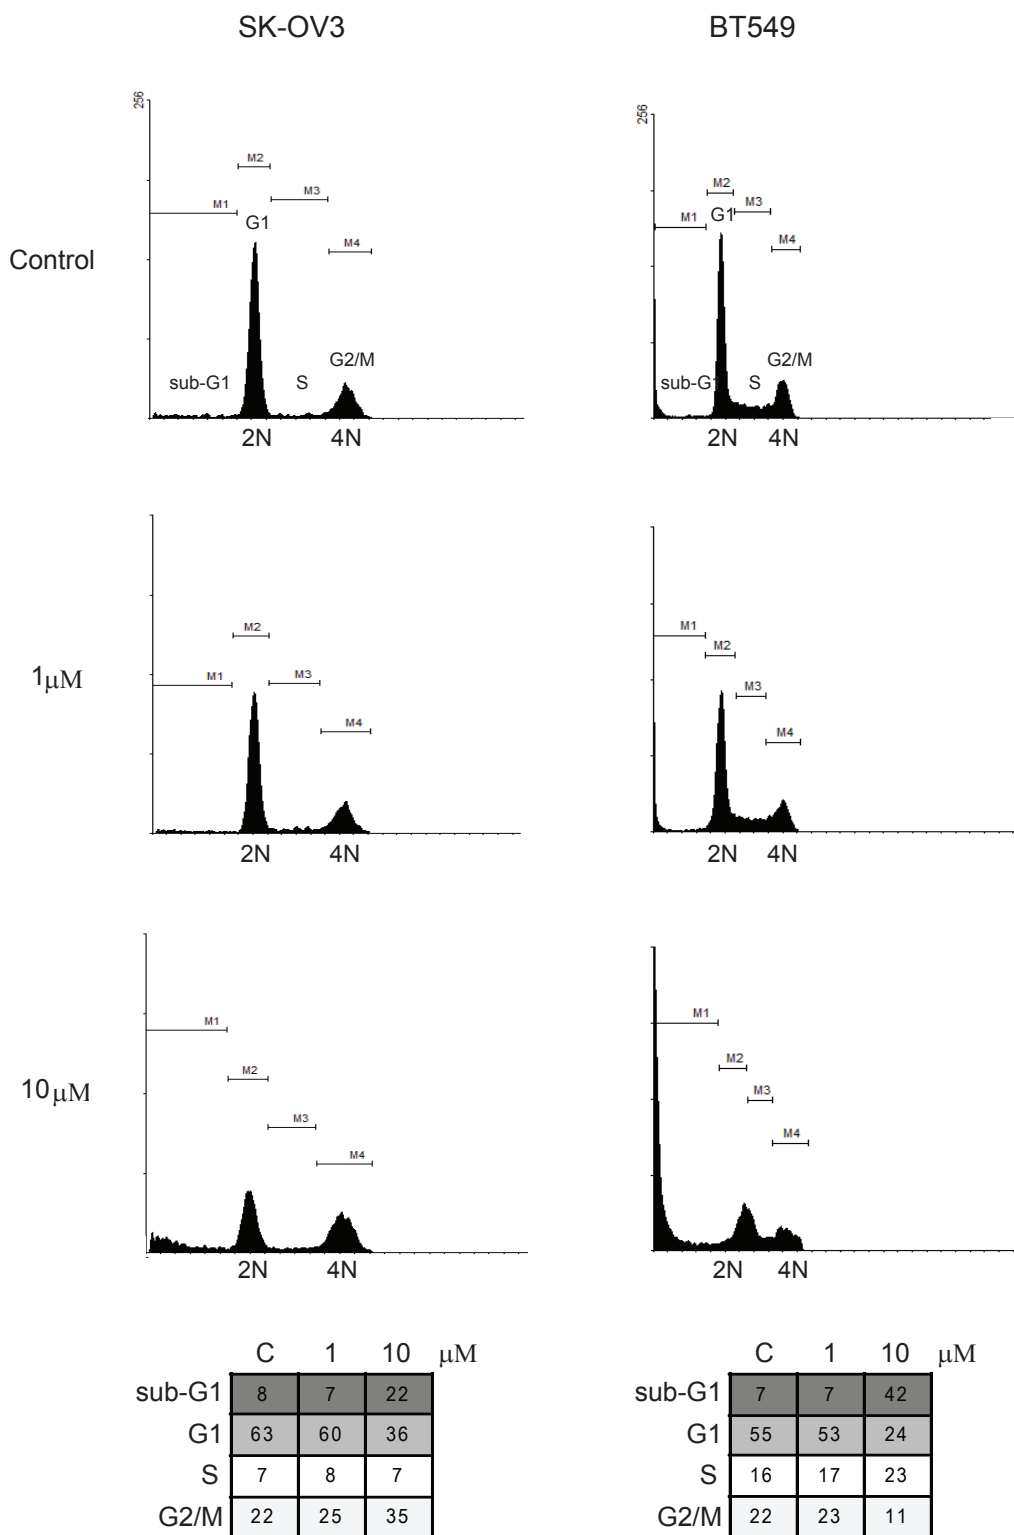 SK-OV3 BT549
256 256
M2 M2
M3 M3
M1 M1
G1 G1
M4 M4
Control
G2/M G2/M
sub-G1 S sub-G1 S
2N 4N 2N 4N
M1
M2 M2
1μM M1 M3 M3
M4 M4
2N 4N 2N 4N
M1 M1
M2 M2
10μM M3 M3
M4 M4
2N 4N 2N 4N
C 1 10 μM C 1 10 μM
sub-G1 8 7 22 sub-G1 7 7 42
G1 63 60 36 G1 55 53 24
S 7 8 7 S 16 17 23
G2/M 22 25 35 G2/M 22 23 11